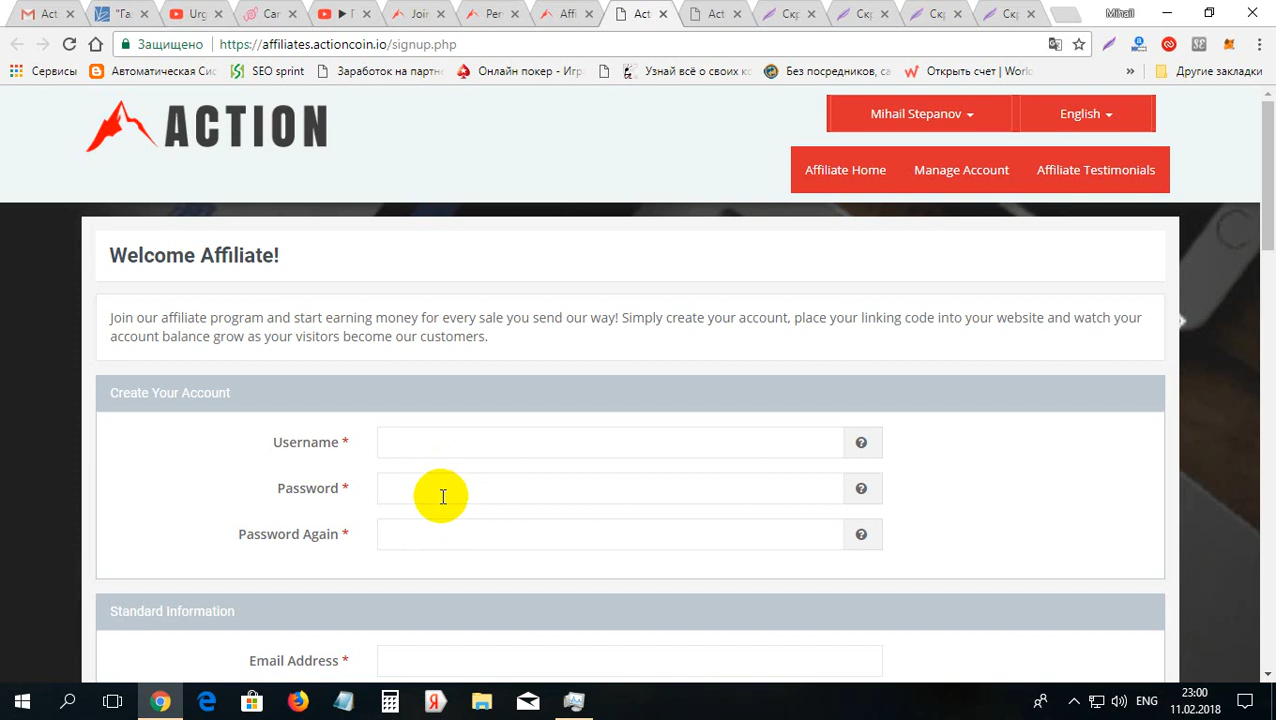 Act
"Га
Urg
Car
Г
Join
Per
Affi
Act
Act
Скр
Скр
Скр
Скр
Mihail
Защищено
https://affiliates.actioncoin.io/signup.php
Сервисы
Автоматическая Сис
SEO sprint
Заработок на партн
Онлайн покер - Игр
Узнай всё о своих ко
Без посредников, са
Открыть счет | Worl
»
Другие закладки
ACTION
Mihail Stepanov
English
Affiliate Home
Manage Account
Affiliate Testimonials
Welcome Affiliate!
Join our affiliate program and start earning money for every sale you send our way! Simply create your account, place your linking code into your website and watch your
account balance grow as your visitors become our customers.
Create Your Account
Username *
Password *
Password Again *
Standard Information
Email Address *
ENG
23:00
11.02.2018